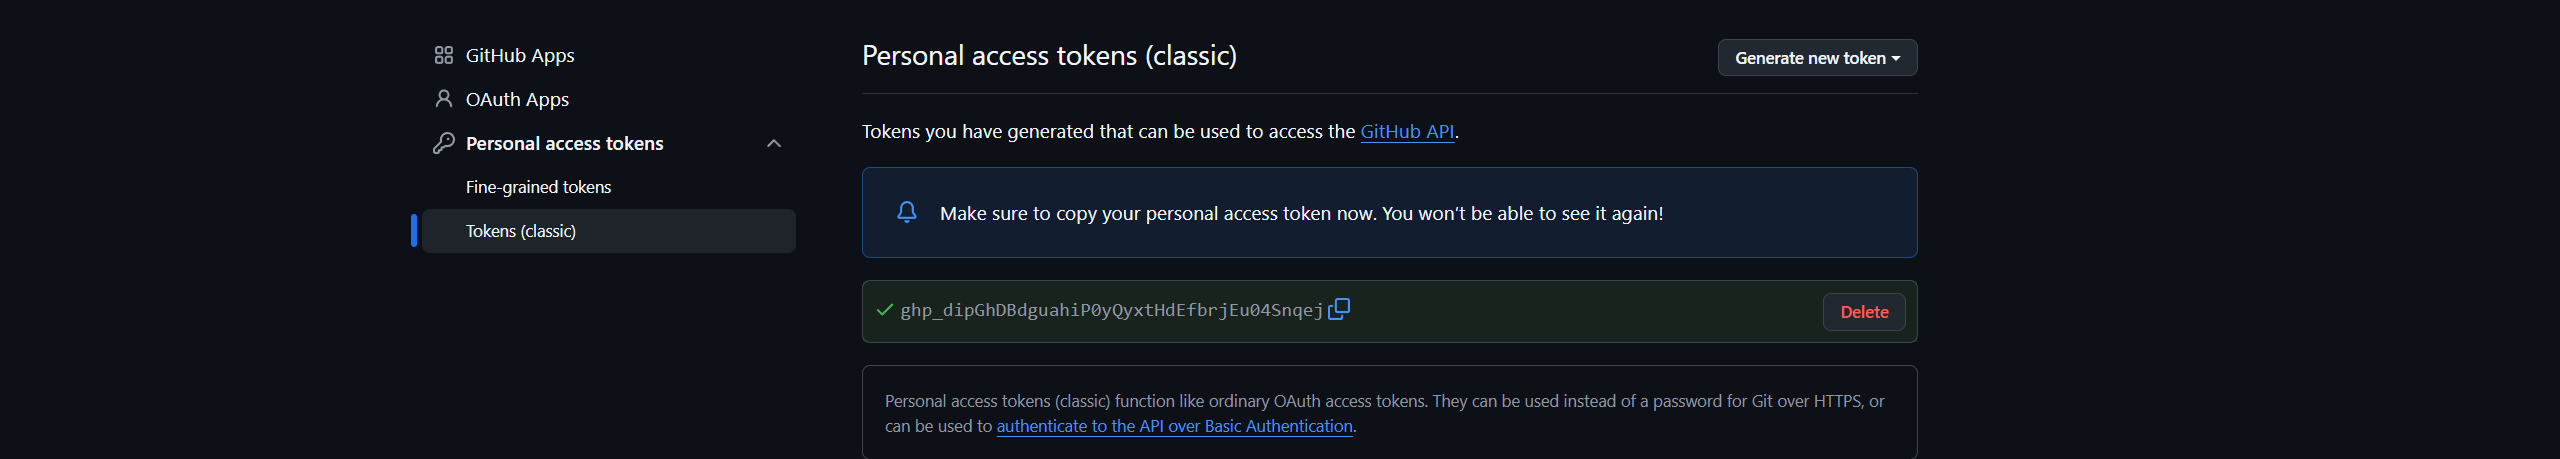 GitHub Apps
OAuth Apps
Personal access tokens
Fine-grained tokens
Tokens (classic)
Personal access tokens (classic)
Generate new token
Tokens you have generated that can be used to access the GitHub API.
Make sure to copy your personal access token now. You won't be able to see it again!
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
Delete
Personal access tokens (classic) function like ordinary OAuth access tokens. They can be used instead of a password for Git over HTTPS, or
can be used to authenticate to the API over Basic Authentication.